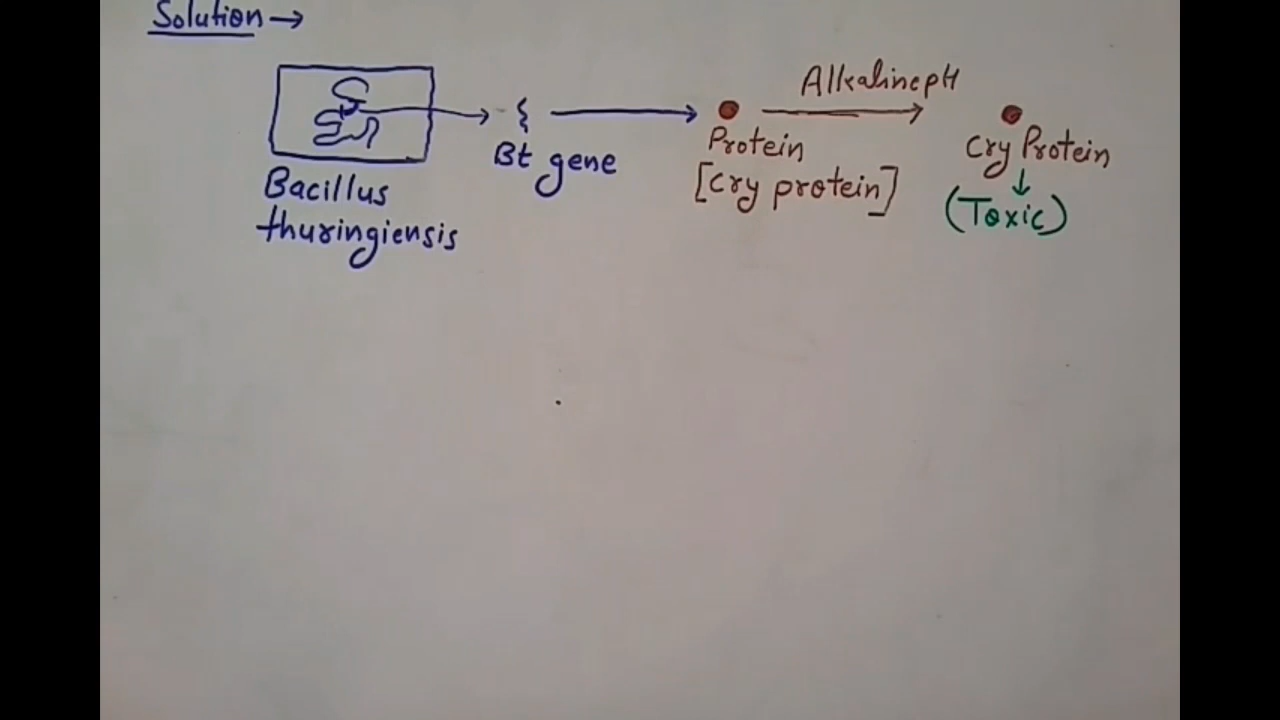 Solution →
Alkaline pH
Bt gene
Protein
[Cry protein]
Cry Protein
(Toxic)
Bacillus
thuringiensis